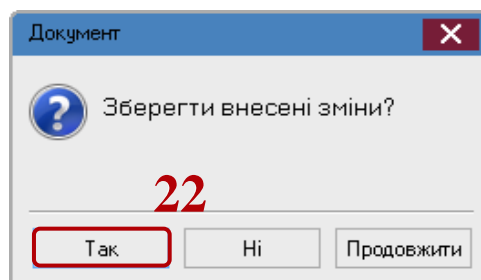 Документ
Зберегти внесені зміни?
22
Так Ні Продовжити